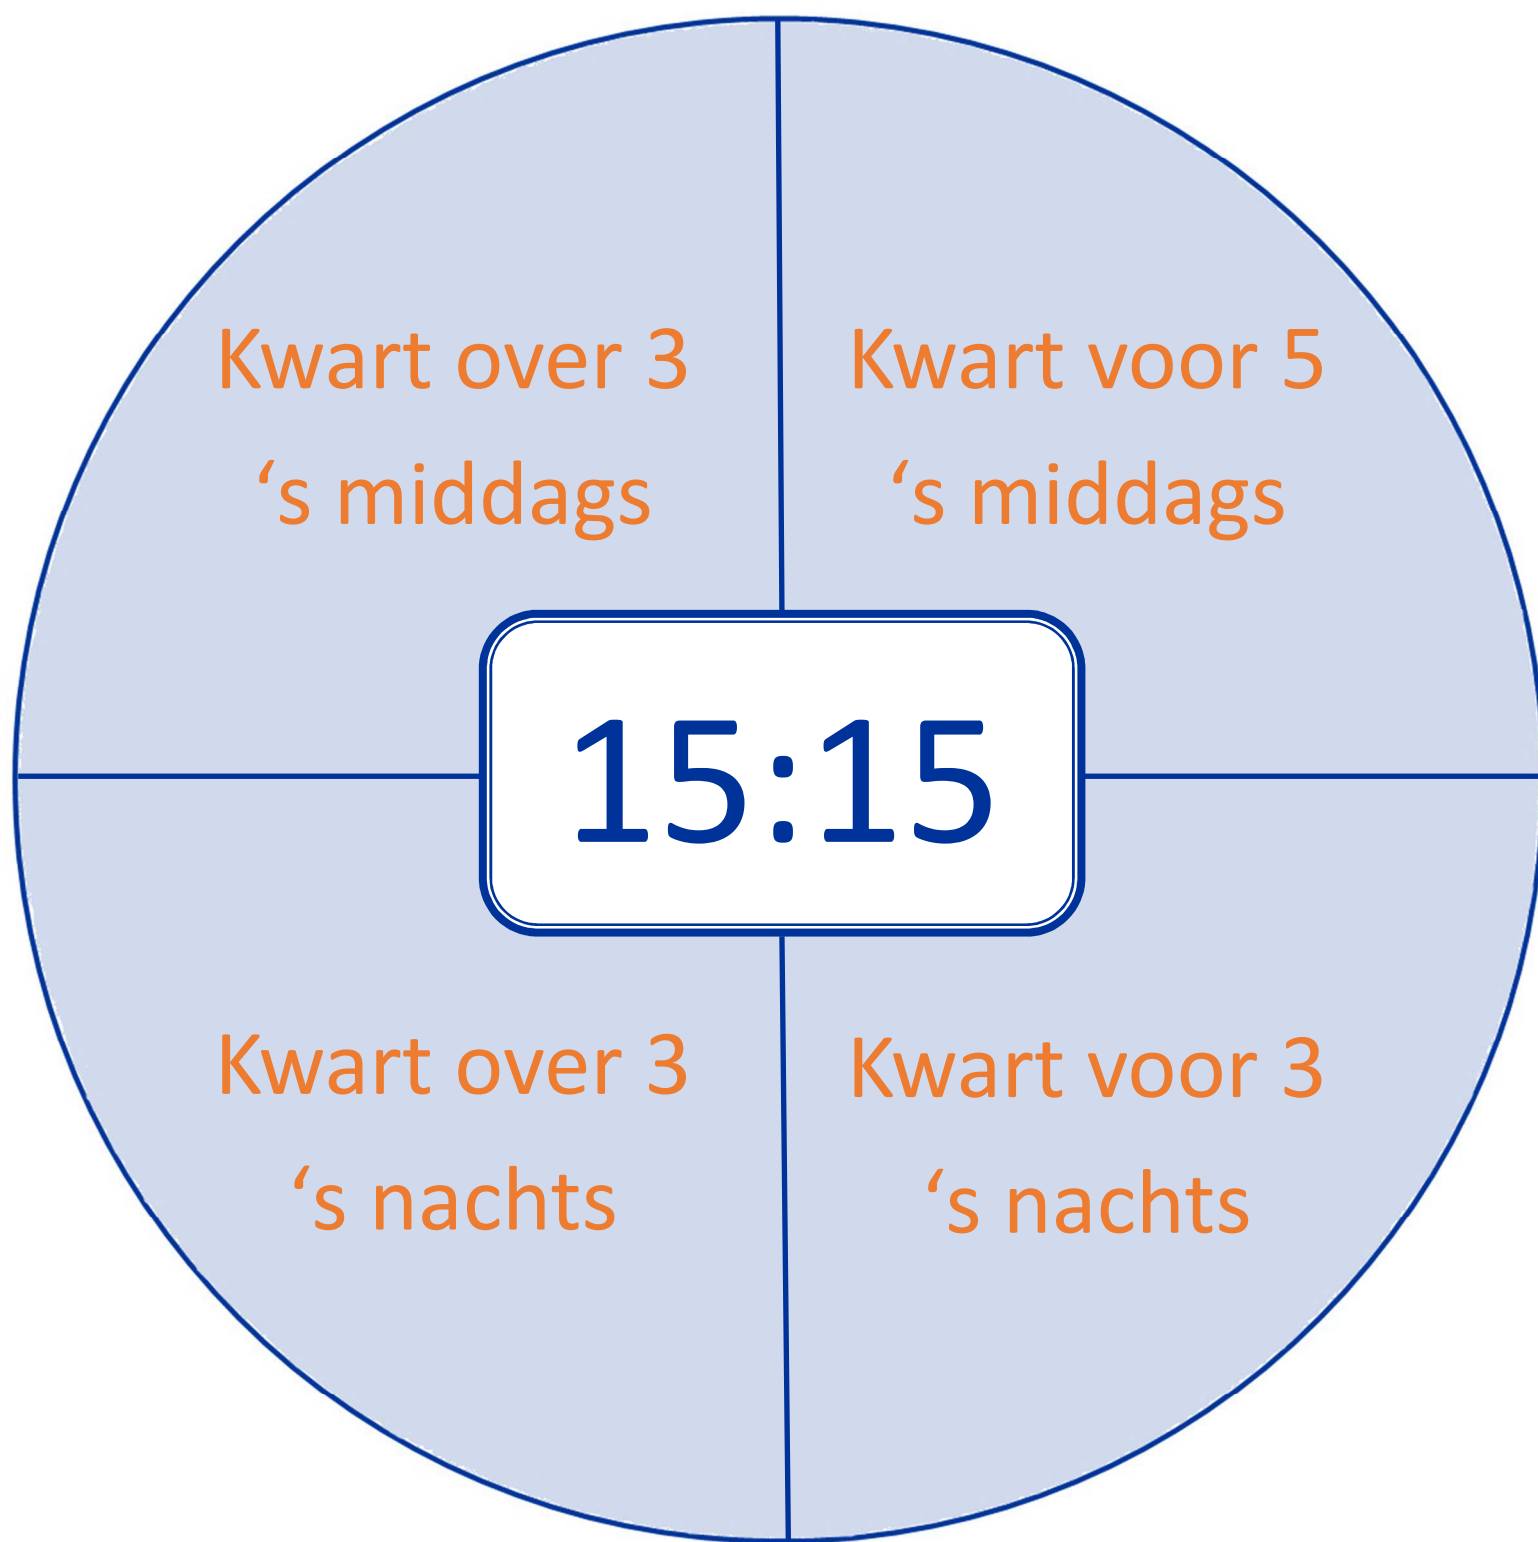 Kwart over 3
‘s middags
Kwart voor 5
‘s middags
15:15
Kwart over 3
‘s nachts
Kwart voor 3
‘s nachts